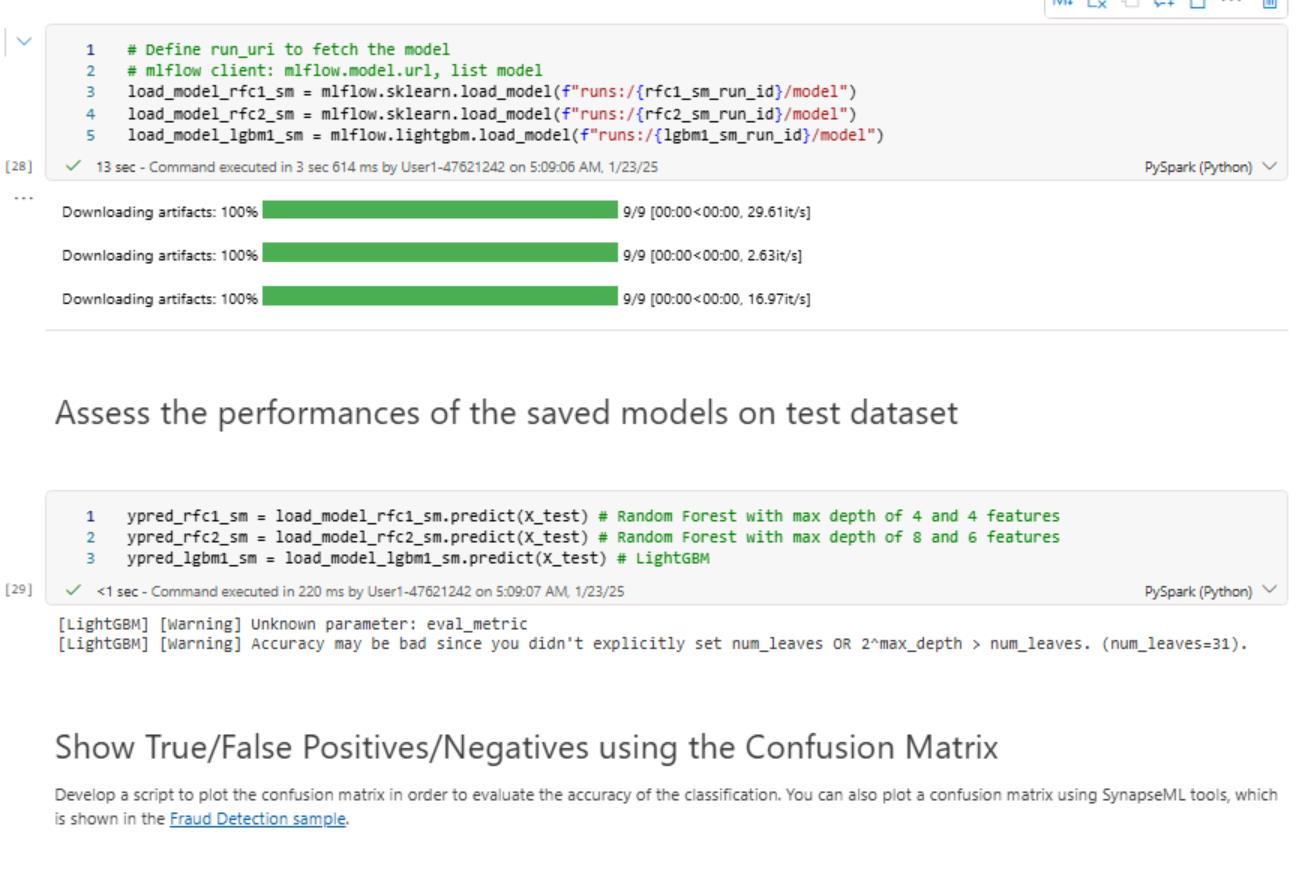 1 # Define run_uri to fetch the model
2 # mlflow client: mlflow.model.url, list model
3 load_model_rfc1_sm = mlflow.sklearn.load_model(f"runs:/{rfc1_sm_run_id}/model")
4 load_model_rfc2_sm = mlflow.sklearn.load_model(f"runs:/{rfc2_sm_run_id}/model")
5 load_model_lgbm1_sm = mlflow.lightgbm.load_model(f"runs:/{lgbm1_sm_run_id}/model")
[28] 13 sec - Command executed in 3 sec 614 ms by User1-47621242 on 5:09:06 AM, 1/23/25 PySpark (Python)
Downloading artifacts: 100% 9/9 [00:00<00:00, 29.61it/s]
Downloading artifacts: 100% 9/9 [00:00<00:00, 2.63it/s]
Downloading artifacts: 100% 9/9 [00:00<00:00, 16.97it/s]
Assess the performances of the saved models on test dataset
1 ypred_rfc1_sm = load_model_rfc1_sm.predict(X_test) # Random Forest with max depth of 4 and 4 features
2 ypred_rfc2_sm = load_model_rfc2_sm.predict(X_test) # Random Forest with max depth of 8 and 6 features
3 ypred_lgbm1_sm = load_model_lgbm1_sm.predict(X_test) # LightGBM
[29] <1 sec - Command executed in 220 ms by User1-47621242 on 5:09:07 AM, 1/23/25 PySpark (Python)
[LightGBM] [Warning] Unknown parameter: eval_metric
[LightGBM] [Warning] Accuracy may be bad since you didn't explicitly set num_leaves OR 2^max_depth > num_leaves. (num_leaves=31).
Show True/False Positives/Negatives using the Confusion Matrix
Develop a script to plot the confusion matrix in order to evaluate the accuracy of the classification. You can also plot a confusion matrix using SynapseML tools, which
is shown in the Fraud Detection sample.